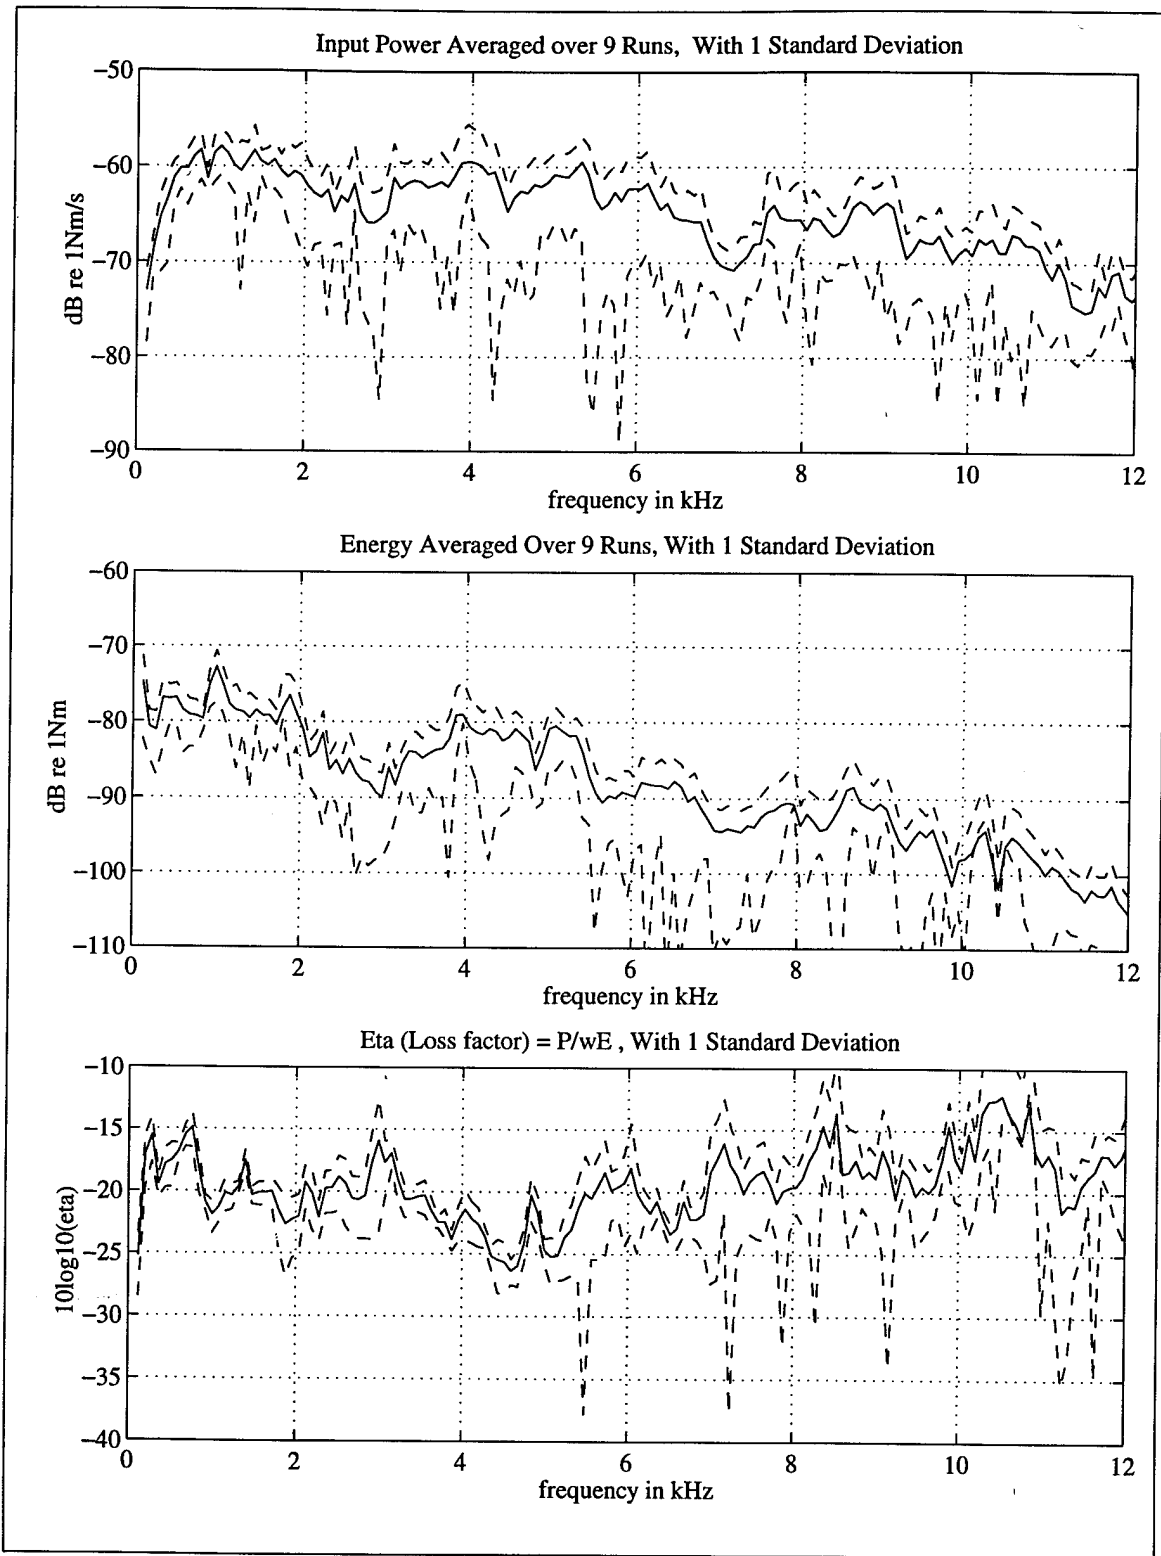 Input Power Averaged over 9 Runs,  With 1 Standard Deviation
−50
−60
−70
−80
−90
dB re 1Nm/s
0 2 4 6 8 10 12
frequency in kHz
Energy Averaged Over 9 Runs, With 1 Standard Deviation
−60
−70
−80
−90
−100
−110
dB re 1Nm
0 2 4 6 8 10 12
frequency in kHz
Eta (Loss factor) = P/wE , With 1 Standard Deviation
−10
−15
−20
−25
−30
−35
−40
10log10(eta)
0 2 4 6 8 10 12
frequency in kHz